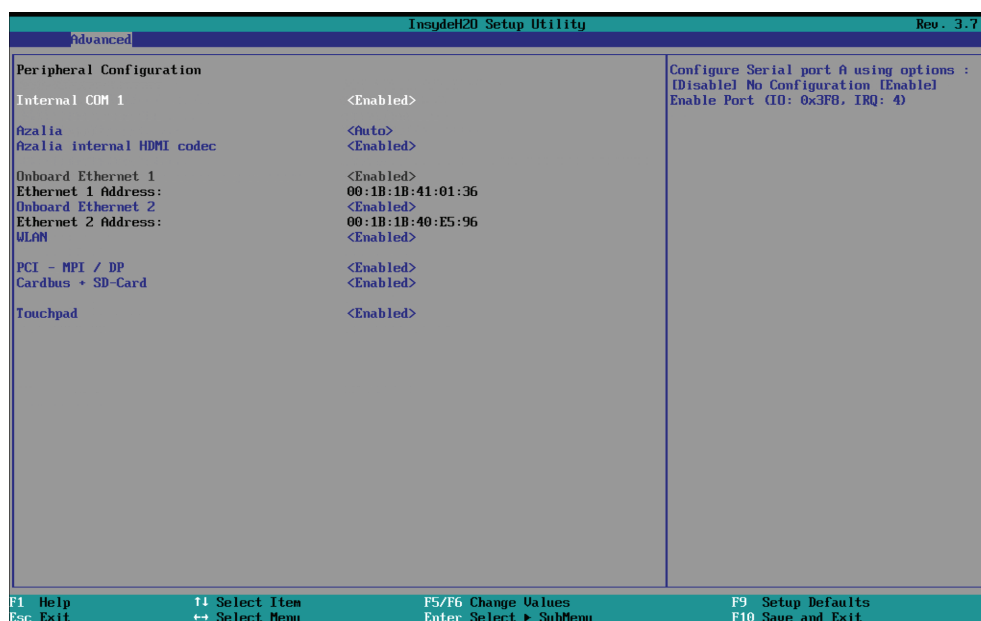 InsydeH2O Setup Utility Rev. 3.7
Advanced
Peripheral Configuration
Internal COM 1 <Enabled>
Azalia <Auto>
Azalia internal HDMI codec <Enabled>
Onboard Ethernet 1 <Enabled>
Ethernet 1 Address: 00:1B:1B:41:01:36
Onboard Ethernet 2 <Enabled>
Ethernet 2 Address: 00:1B:1B:40:E5:96
WLAN <Enabled>
PCI - MPI / DP <Enabled>
Cardbus + SD-Card <Enabled>
Touchpad <Enabled>
Configure Serial port A using options :
[Disable] No Configuration [Enable]
Enable Port (IO: 0x3F8, IRQ: 4)
F1 Help ↑↓ Select Item F5/F6 Change Values F9 Setup Defaults
Esc Exit ←→ Select Menu Enter Select ▶ SubMenu F10 Save and Exit